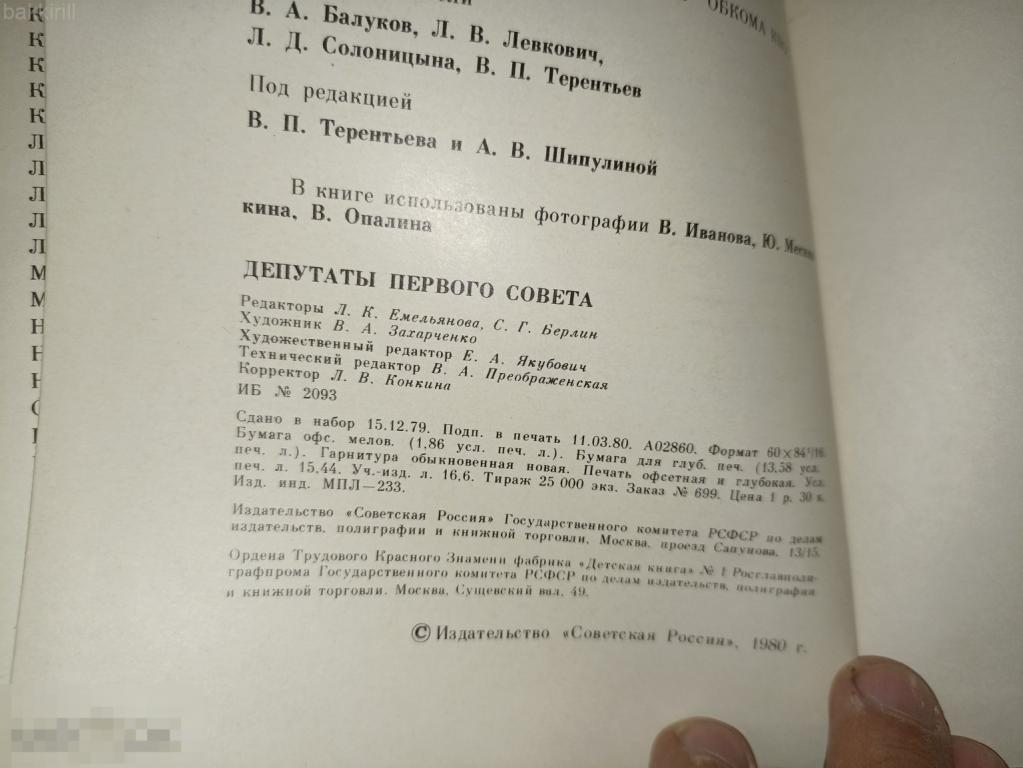 barkirill
ли
ОБКОМА
В. А. Балуков, Л. В. Левкович,
Л. Д. Солоницына, В. П. Терентьев
Под редакцией
В. П. Терентьева и А. В. Шипулиной
В книге использованы фотографии В. Иванова, Ю.
кина, В. Опалина
ДЕПУТАТЫ ПЕРВОГО СОВЕТА
Редакторы Л. К. Емельянова, С. Г. Берлин
Художник В. А. Захарченко
Художественный редактор Е. А. Якубович
Технический редактор В. А. Преображенская
Корректор Л. В. Конкина
ИБ № 2093
Сдано в набор 15.12.79. Подп. в печать 11.03.80. А02860. Формат 60×84¹/16.
Бумага офс. мелов. (1,86 усл. печ. л.). Бумага для глуб. печ. (13,58 усл.
печ. л.). Гарнитура обыкновенная новая. Печать офсетная и глубокая. Усл.
печ. л. 15,44. Уч.-изд. л. 16,6. Тираж 25 000 экз. Заказ № 699. Цена 1 р. 30 к.
Изд. инд. МПЛ—233.
Издательство «Советская Россия» Государственного комитета РСФСР по делам
издательств, полиграфии и книжной торговли. Москва, проезд Сапунова, 13/15.
Ордена Трудового Красного Знамени фабрика «Детская книга» № 1 Росглавполи-
графпрома Государственного комитета РСФСР по делам издательств, полиграфии
и книжной торговли. Москва, Сущевский вал, 49.
© Издательство «Советская Россия», 1980 г.
К
К
К
К
К
Л
Л
Л
Л
Л
М
М
Н
Н
Н